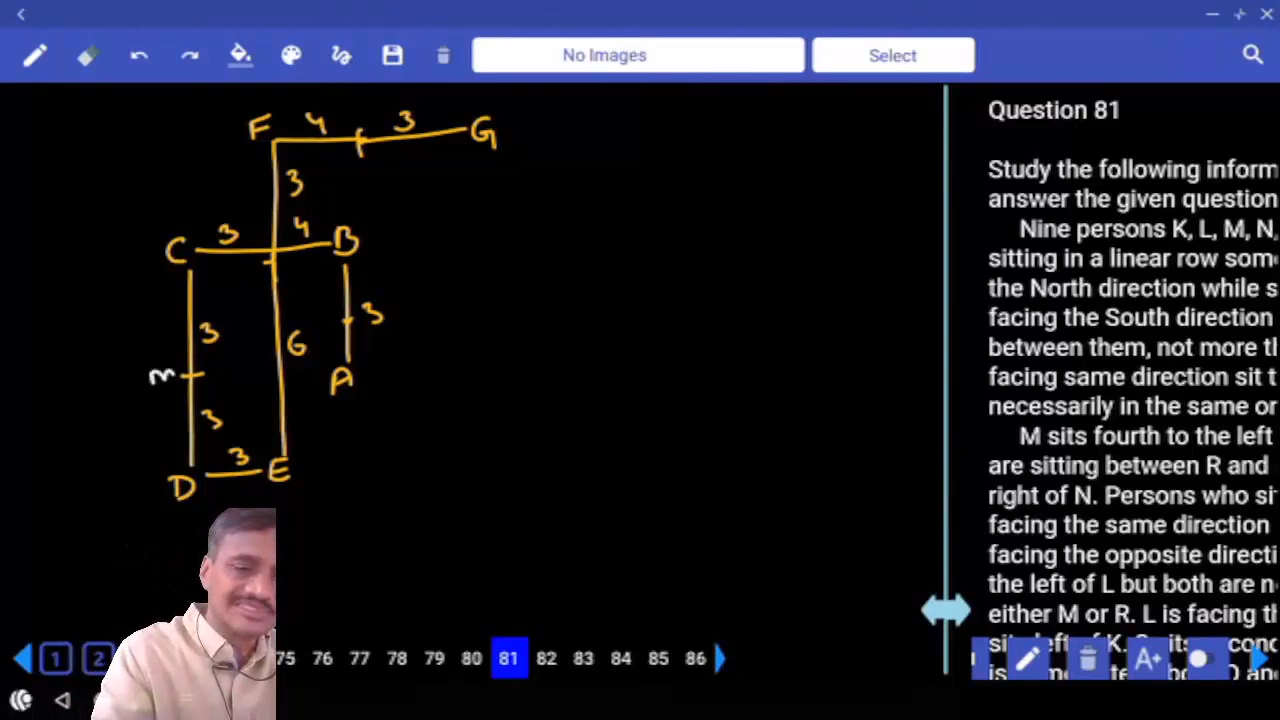 No Images
Select
F 4 3 G
3
C 3 4 B
3 6 3
m A
3
D 3 E
Question 81
Study the following inform
answer the given question
Nine persons K, L, M, N,
sitting in a linear row som
the North direction while s
facing the South direction
between them, not more th
facing same direction sit t
necessarily in the same or
M sits fourth to the left
are sitting between R and
right of N. Persons who si
facing the same direction
facing the opposite directi
the left of L but both are n
either M or R. L is facing th
1 2 75 76 77 78 79 80 81 82 83 84 85 86
A+